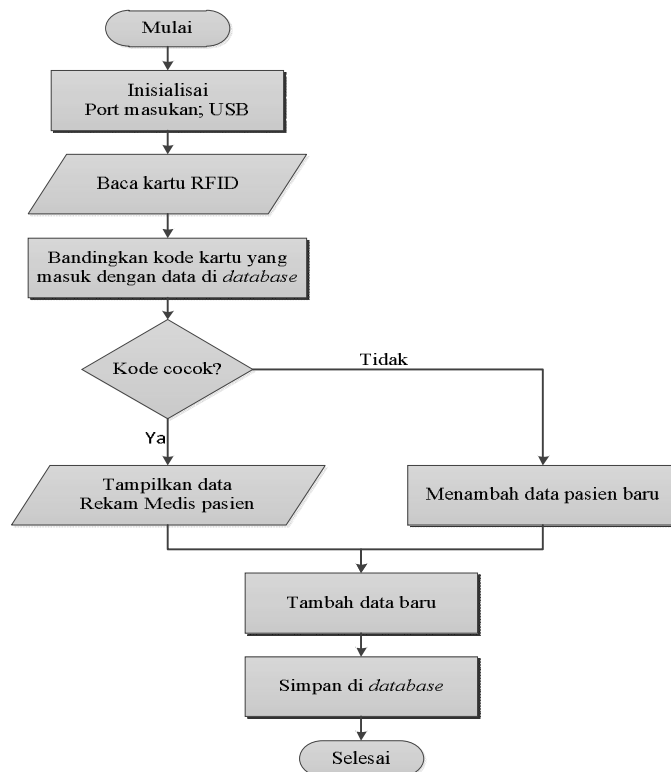 Mulai
Inisialisai
Port masukan; USB
Baca kartu RFID
Bandingkan kode kartu yang
masuk dengan data di database
Kode cocok?
Tidak
Ya
Tampilkan data
Rekam Medis pasien
Menambah data pasien baru
Tambah data baru
Simpan di database
Selesai